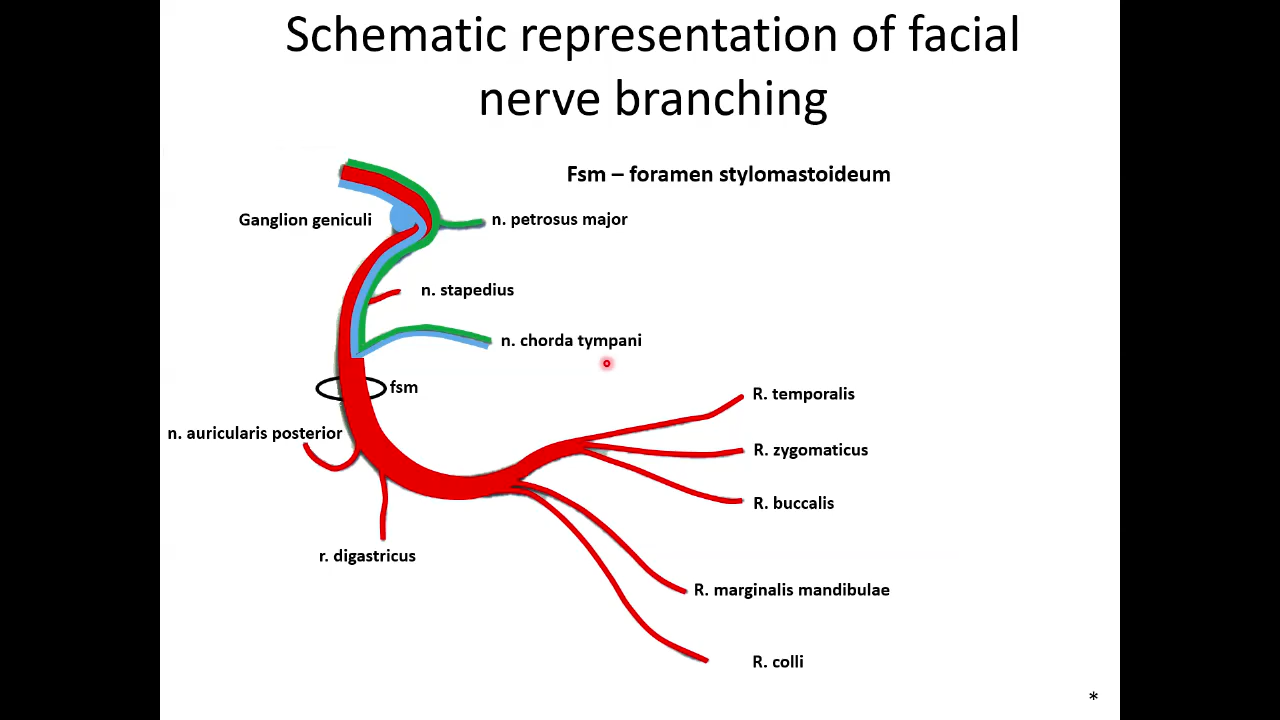 Schematic representation of facial
nerve branching
Fsm – foramen stylomastoideum
Ganglion geniculi
n. petrosus major
n. stapedius
n. chorda tympani
fsm
R. temporalis
n. auricularis posterior
R. zygomaticus
R. buccalis
r. digastricus
R. marginalis mandibulae
R. colli
*